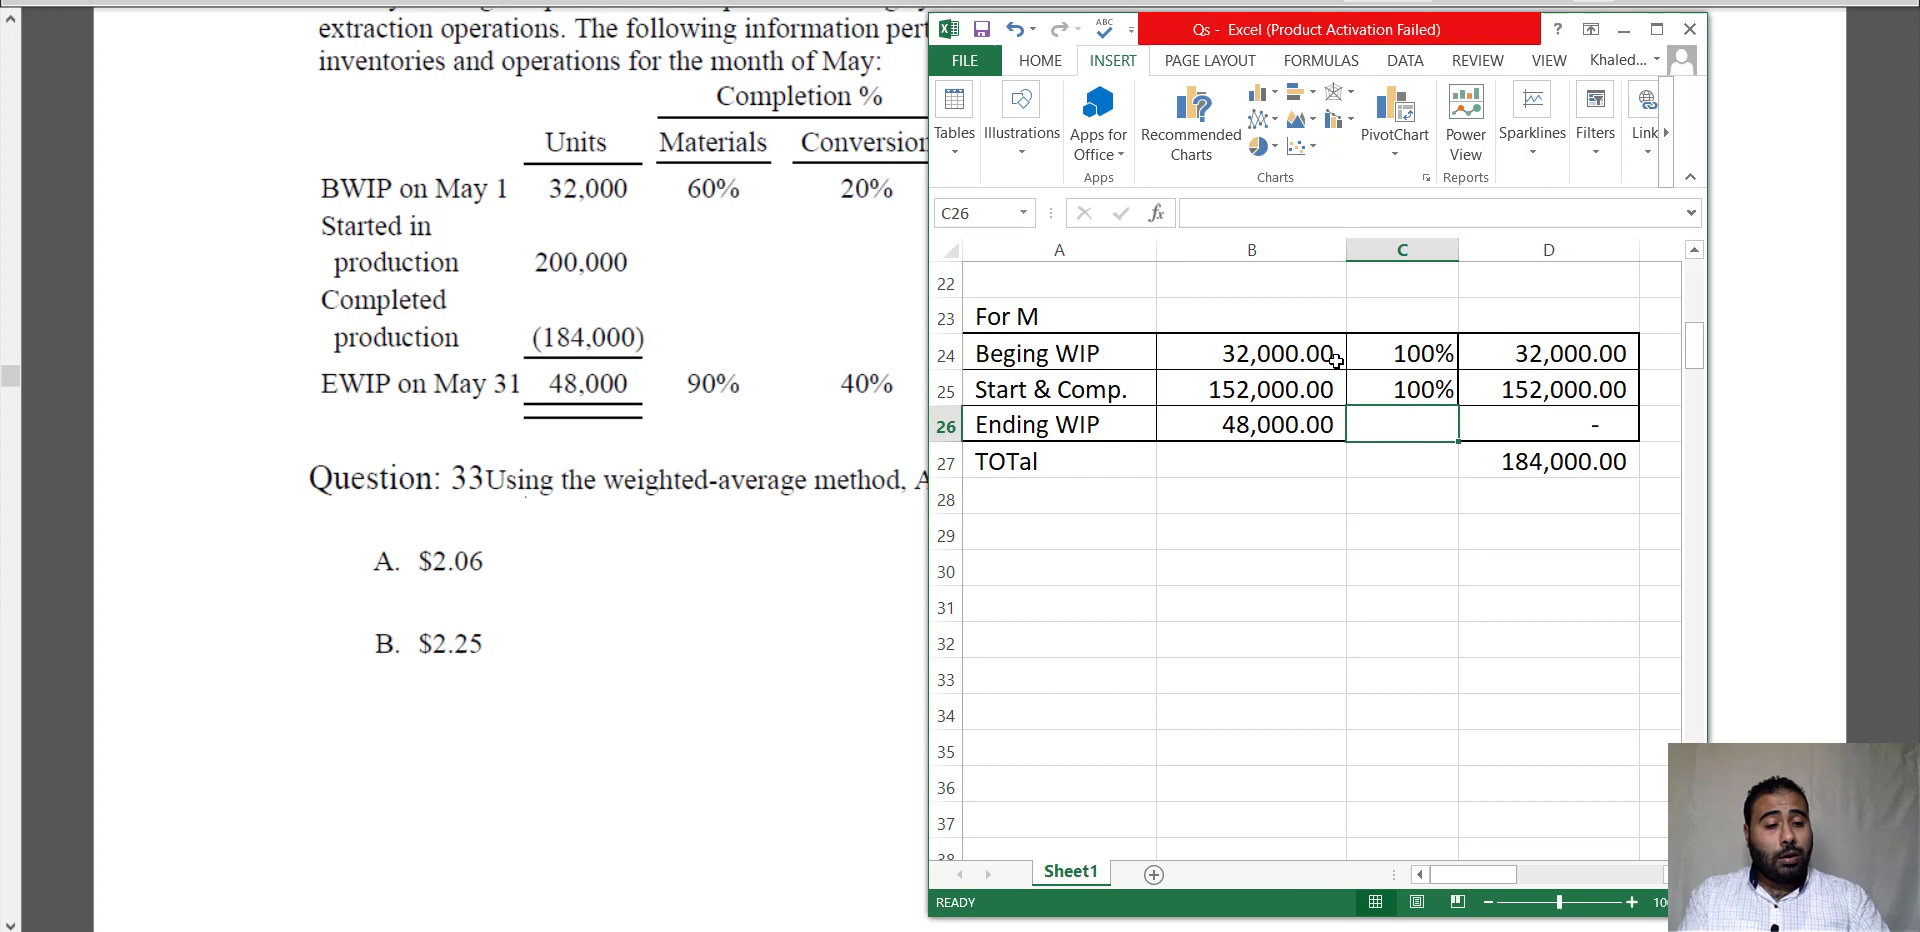 extraction operations. The following information pert
inventories and operations for the month of May:
Completion %
Units Materials Conversion
BWIP on May 1 32,000 60% 20%
Started in
production 200,000
Completed
production (184,000)
EWIP on May 31 48,000 90% 40%
Question: 33Using the weighted-average method, A
A. $2.06
B. $2.25
ABC
Qs - Excel (Product Activation Failed)
?
FILE HOME INSERT PAGE LAYOUT FORMULAS DATA REVIEW VIEW Khaled...
Tables Illustrations Apps for Office Recommended Charts PivotChart Power View Sparklines Filters Link
Apps Charts Reports
C26 fx
A B C D
22
23 For M
24 Beging WIP 32,000.00 100% 32,000.00
25 Start & Comp. 152,000.00 100% 152,000.00
26 Ending WIP 48,000.00 -
27 TOTal 184,000.00
28
29
30
31
32
33
34
35
36
37
38
Sheet1
READY 10